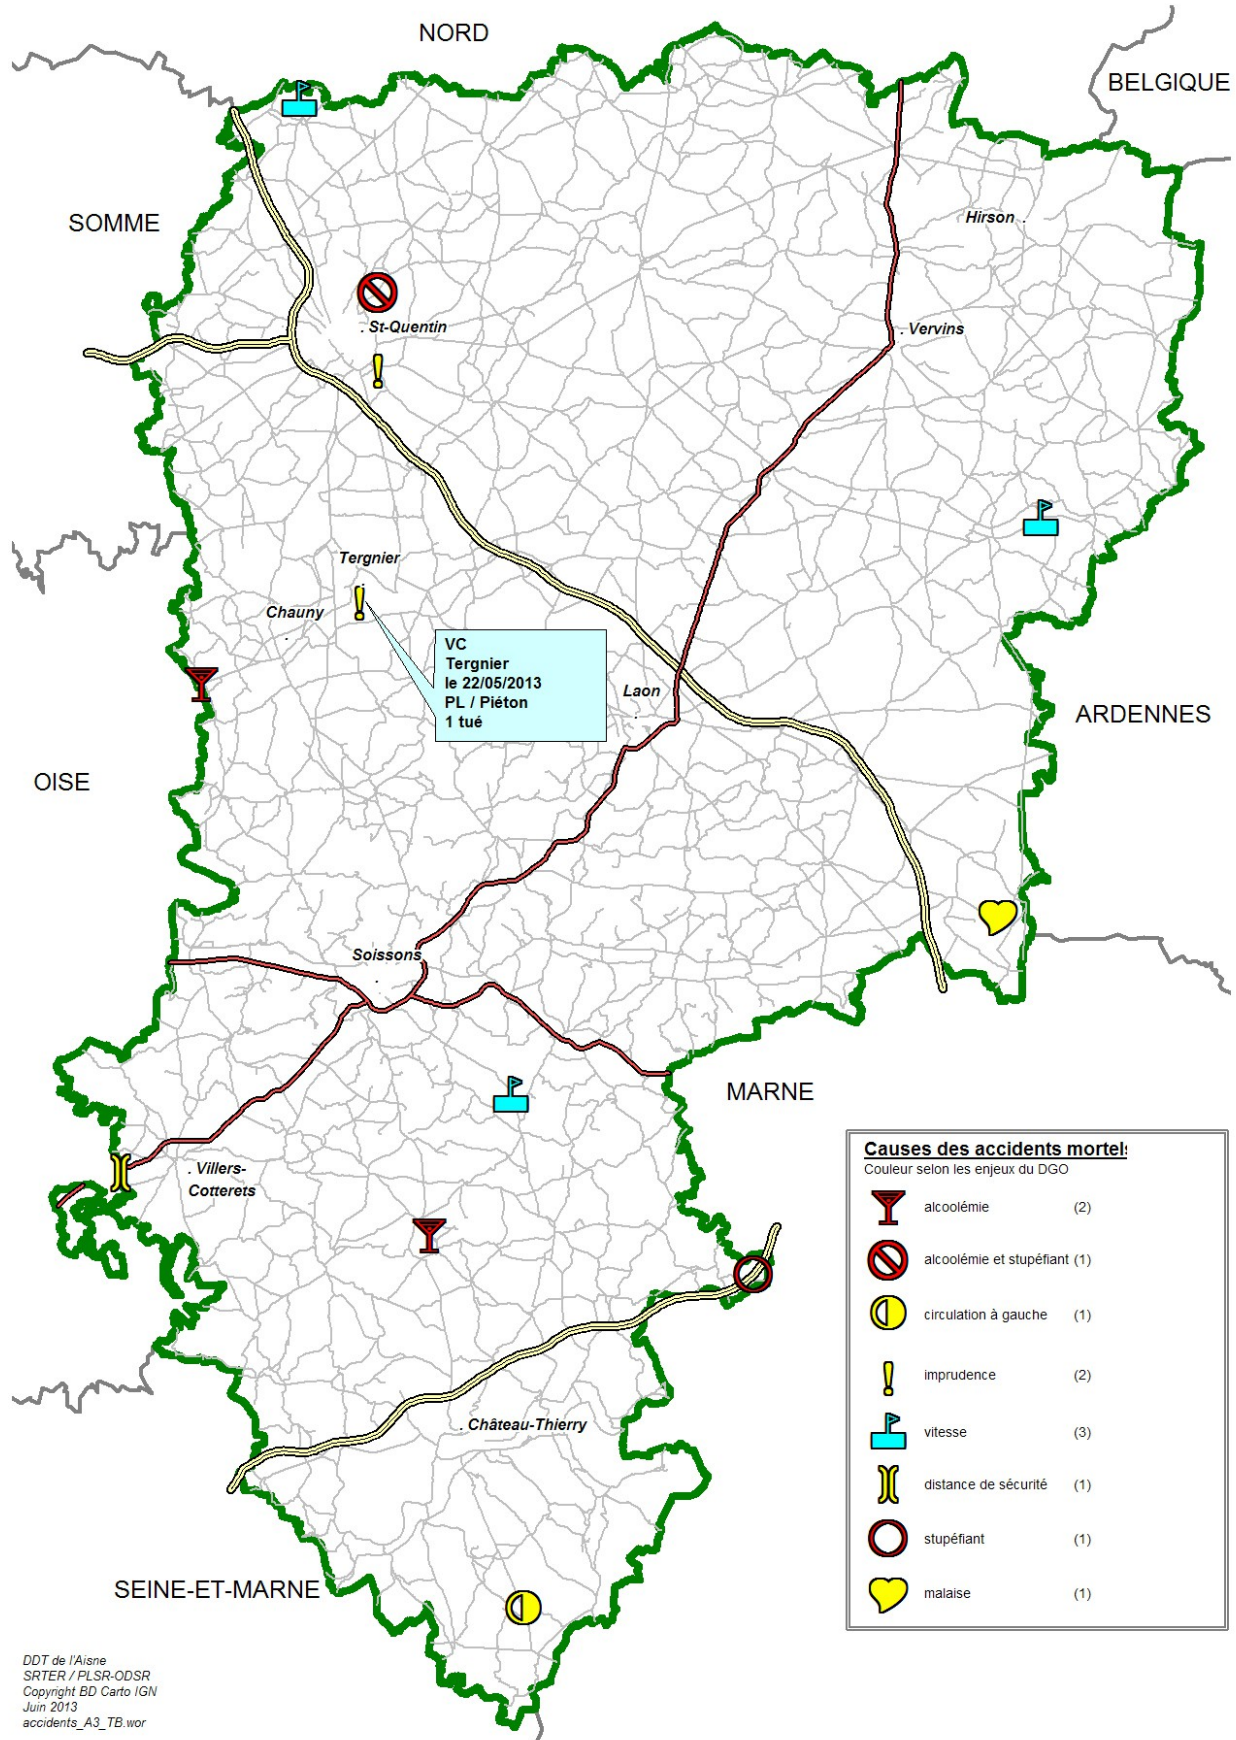 NORD
BELGIQUE
SOMME
Hirson
St-Quentin
Vervins
Tergnier
Chauny
VC
Tergnier
le 22/05/2013
PL / Piéton
1 tué
Laon
ARDENNES
OISE
Soissons
MARNE
Villers-
Cotterets
Château-Thierry
SEINE-ET-MARNE
Causes des accidents mortels
Couleur selon les enjeux du DGO
alcoolémie (2)
alcoolémie et stupéfiant (1)
circulation à gauche (1)
imprudence (2)
vitesse (3)
distance de sécurité (1)
stupéfiant (1)
malaise (1)
DDT de l'Aisne
SRTER / PLSR-ODSR
Copyright BD Carto IGN
Juin 2013
accidents_A3_TB.wor